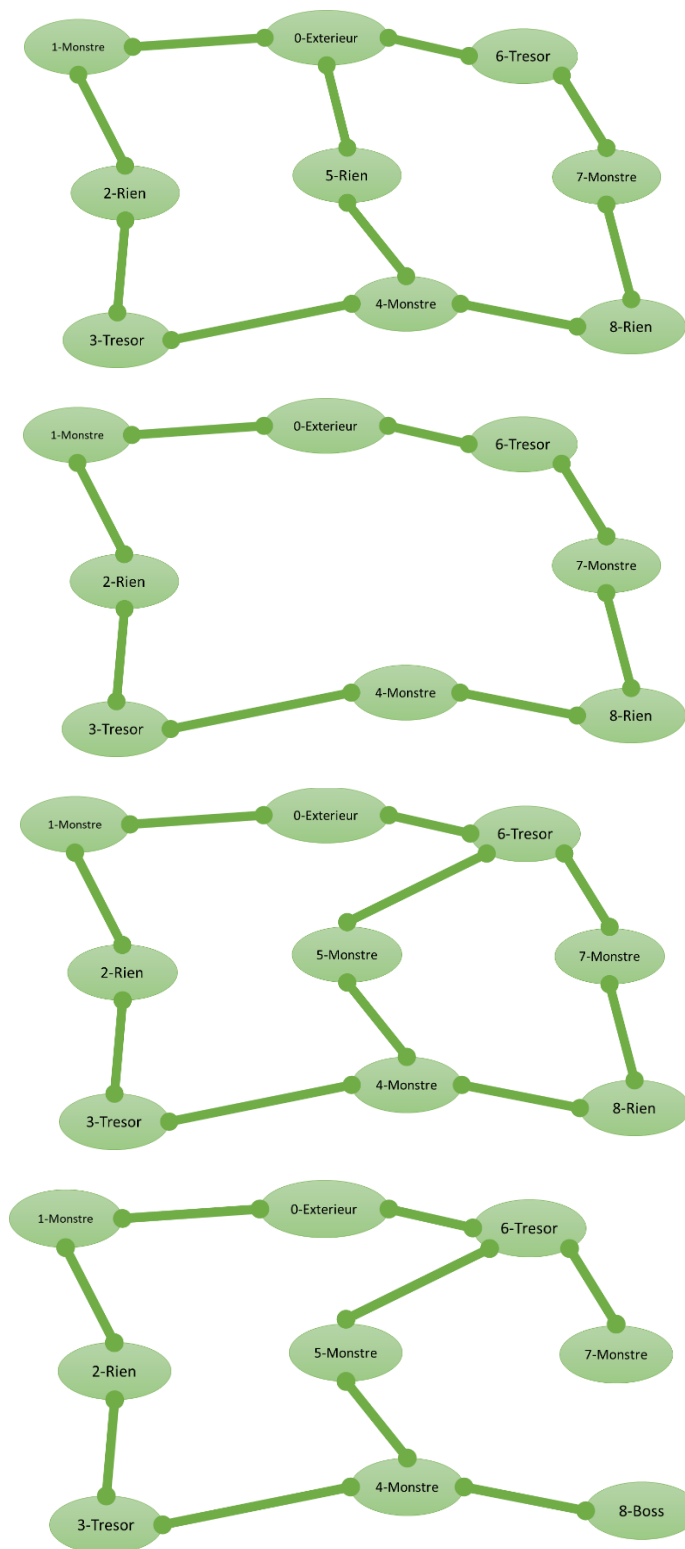 1-Monstre
0-Exterieur
6-Tresor
2-Rien
5-Rien
7-Monstre
3-Tresor
4-Monstre
8-Rien
1-Monstre
0-Exterieur
6-Tresor
2-Rien
7-Monstre
3-Tresor
4-Monstre
8-Rien
1-Monstre
0-Exterieur
6-Tresor
2-Rien
5-Monstre
7-Monstre
3-Tresor
4-Monstre
8-Rien
1-Monstre
0-Exterieur
6-Tresor
2-Rien
5-Monstre
7-Monstre
3-Tresor
4-Monstre
8-Boss